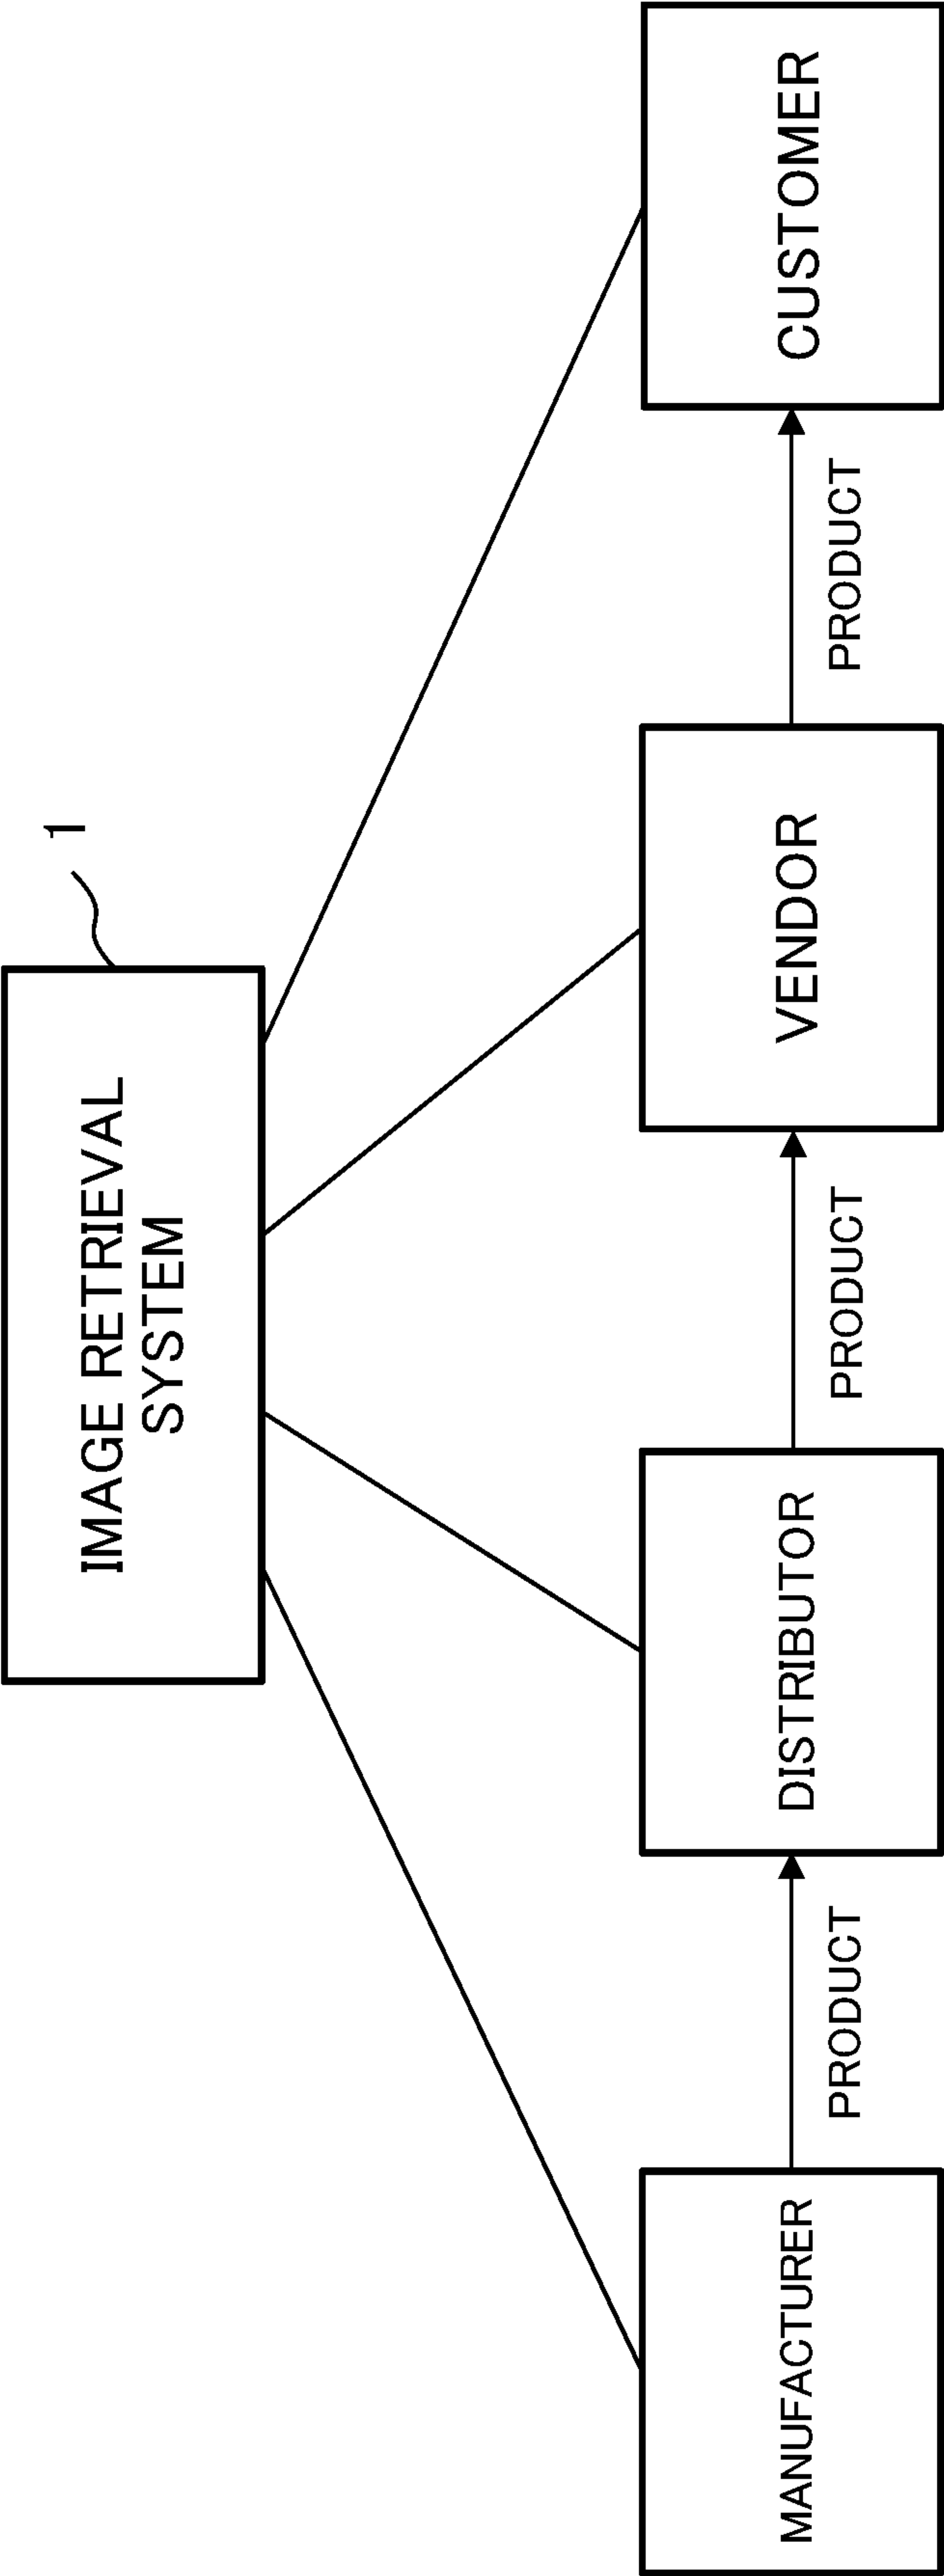 1
IMAGE RETRIEVAL
SYSTEM
MANUFACTURER
PRODUCT
DISTRIBUTOR
PRODUCT
VENDOR
PRODUCT
CUSTOMER